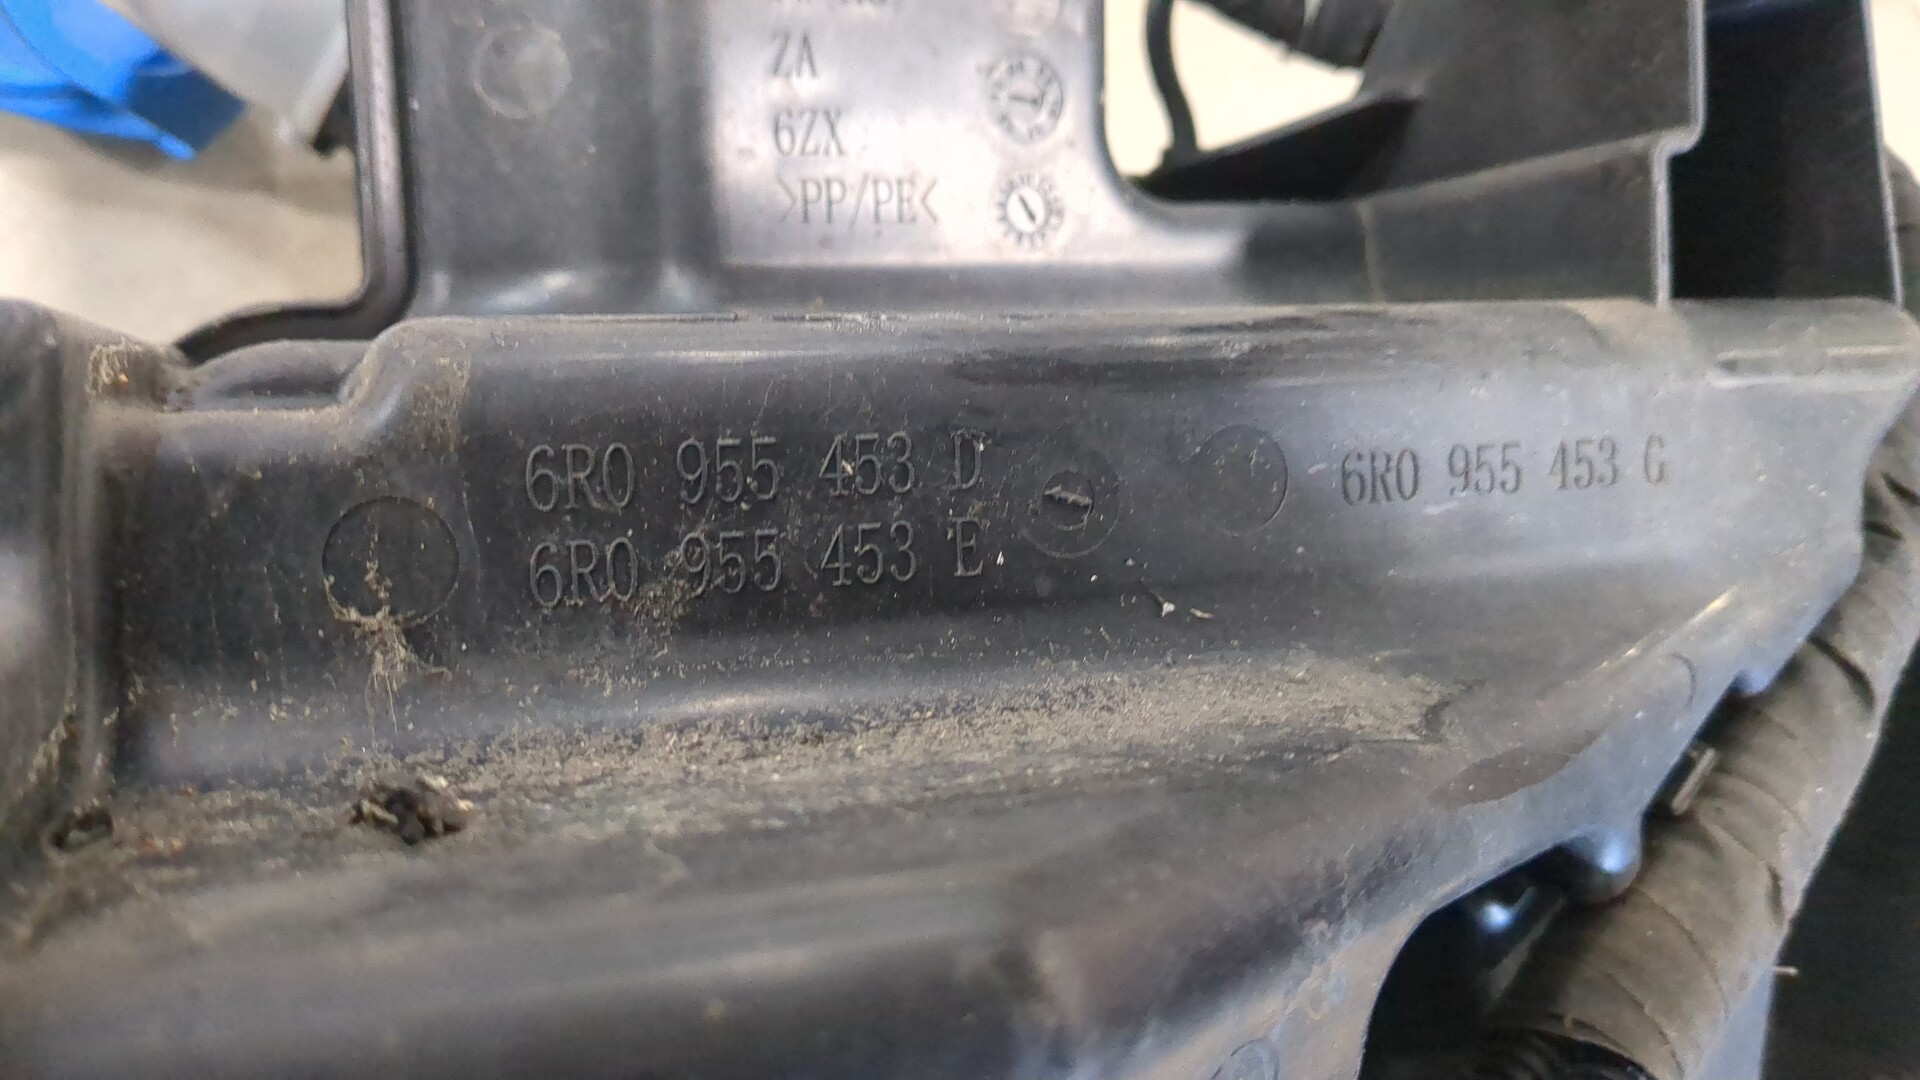 ZA
6ZX
>PP/PE<
6R0 955 453 D
6R0 955 453 E
6R0 955 453 G